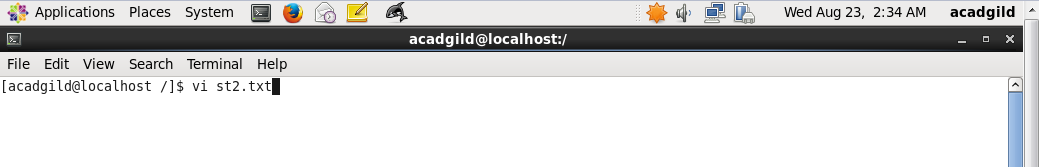 Applications Places System Wed Aug 23, 2:34 AM acadgild
acadgild@localhost:/
File Edit View Search Terminal Help
[acadgild@localhost /]$ vi st2.txt